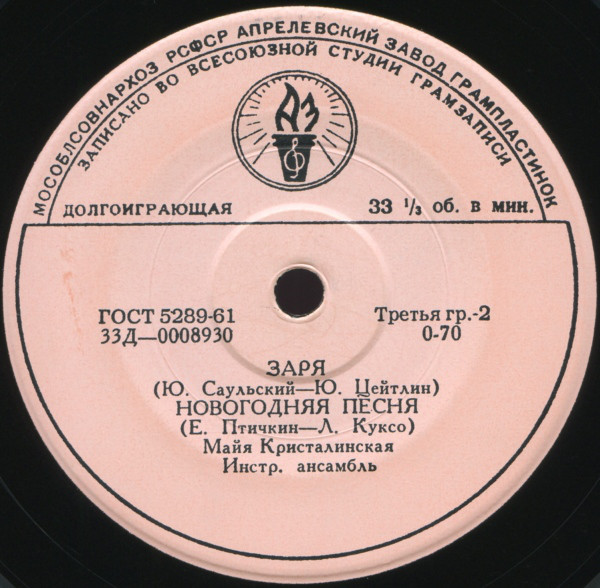 МОСОБЛСОВНАРХОЗ РСФСР АПРЕЛЕВСКИЙ ЗАВОД ГРАМПЛАСТИНОК
ЗАПИСАНО ВО ВСЕСОЮЗНОЙ СТУДИИ ГРАМЗАПИСИ
АЗ
ДОЛГОИГРАЮЩАЯ 33 ⅓ об. в мин.
ГОСТ 5289-61 Третья гр.-2
33Д—0008930 0-70
ЗАРЯ
(Ю. Саульский—Ю. Цейтлин)
НОВОГОДНЯЯ ПЕСНЯ
(Е. Птичкин—Л. Куксо)
Майя Кристалинская
Инстр. ансамбль